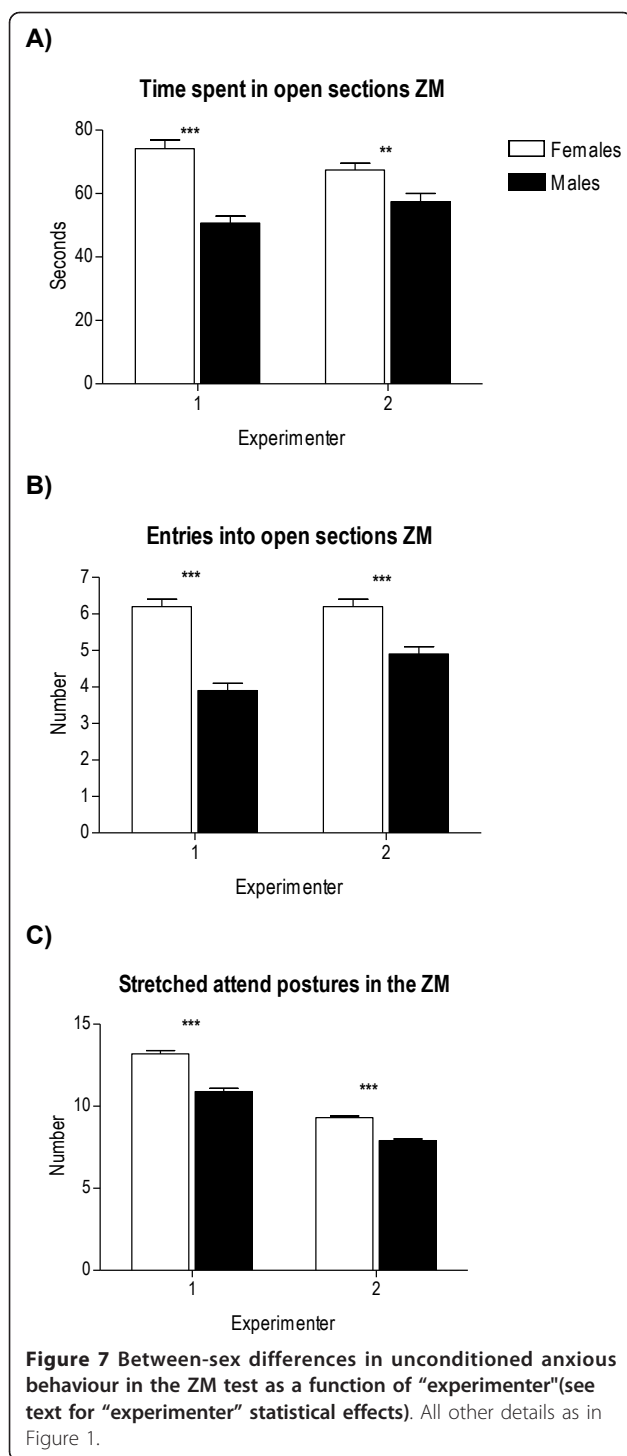 A)
Time spent in open sections ZM
80
60
40
20
0
Seconds
***
**
Females
Males
1
2
Experimenter
B)
Entries into open sections ZM
7
6
5
4
3
2
1
0
Number
***
***
1
2
Experimenter
C)
Stretched attend postures in the ZM
15
10
5
0
Number
***
***
1
2
Experimenter
Figure 7 Between-sex differences in unconditioned anxious
behaviour in the ZM test as a function of “experimenter"(see
text for “experimenter” statistical effects). All other details as in
Figure 1.